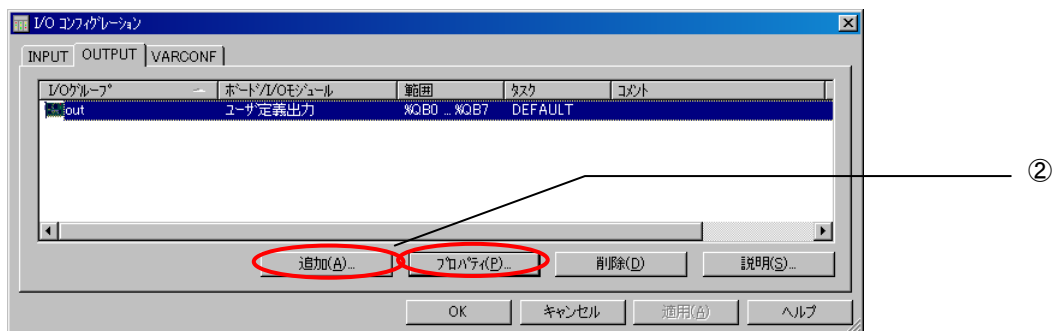 I/O ｺﾝﾌｨｸﾞﾚｰｼｮﾝ
INPUT OUTPUT VARCONF
I/Oｸﾞﾙｰﾌﾟ ﾎﾞｰﾄﾞ/I/Oﾓｼﾞｭｰﾙ 範囲 ﾀｽｸ ｺﾒﾝﾄ
out ﾕｰｻﾞ定義出力 %QB0 ... %QB7 DEFAULT
②
追加(A)... ﾌﾟﾛﾊﾟﾃｨ(P)... 削除(D) 説明(S)...
OK キャンセル 適用(A) ヘルプ